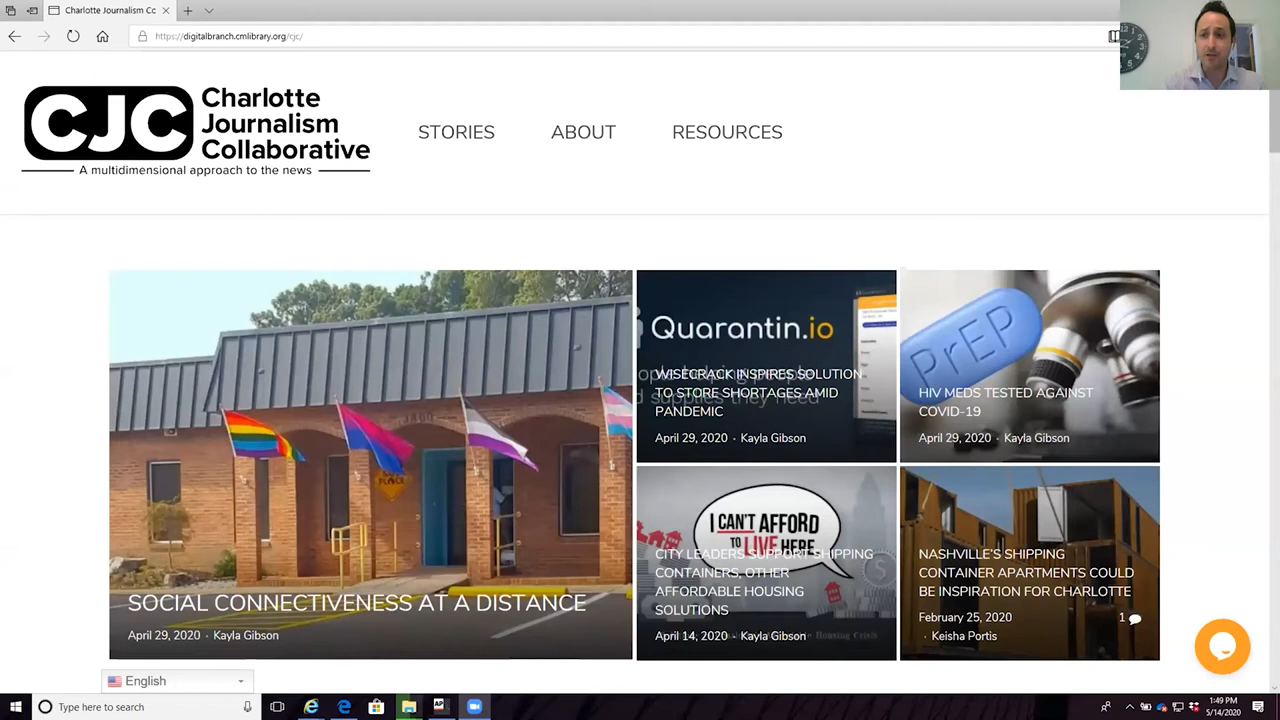 Charlotte Journalism Cc
https://digitalbranch.cmlibrary.org/cjc/
CJC
Charlotte
Journalism
Collaborative
A multidimensional approach to the news
STORIES
ABOUT
RESOURCES
PLACE
SOCIAL CONNECTIVENESS AT A DISTANCE
April 29, 2020 · Kayla Gibson
Quarantin.io
WISECRACK INSPIRES SOLUTION
TO STORE SHORTAGES AMID
PANDEMIC
April 29, 2020 · Kayla Gibson
PrEP
HIV MEDS TESTED AGAINST
COVID-19
April 29, 2020 · Kayla Gibson
I CAN'T AFFORD
TO LIVE HERE
CITY LEADERS SUPPORT SHIPPING
CONTAINERS, OTHER
AFFORDABLE HOUSING
SOLUTIONS
April 14, 2020 · Kayla Gibson
Housing Crisis
NASHVILLE'S SHIPPING
CONTAINER APARTMENTS COULD
BE INSPIRATION FOR CHARLOTTE
February 25, 2020
1
· Keisha Portis
English
Type here to search
AP
1:49 PM
5/14/2020